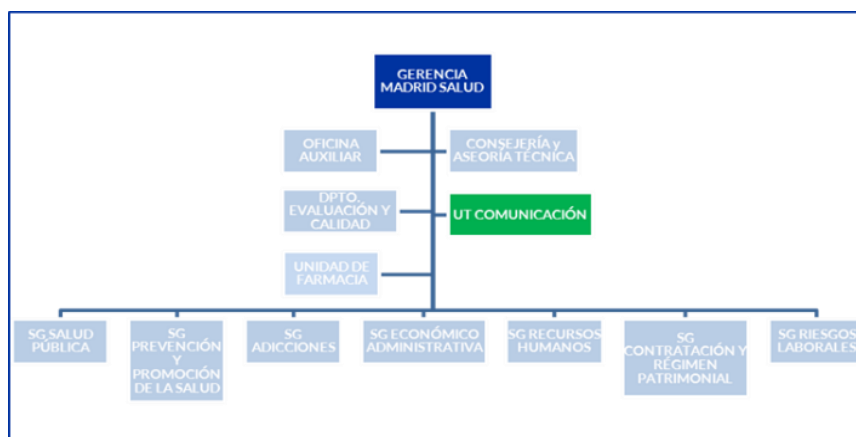 GERENCIA
MADRID SALUD
OFICINA
AUXILIAR
CONSEJERÍA y
ASEORÍA TÉCNICA
DPTO.
EVALUACIÓN Y
CALIDAD
UT COMUNICACIÓN
UNIDAD DE
FARMACIA
SG SALUD
PÚBLICA
SG
PREVENCIÓN
Y
PROMOCIÓN
DE LA SALUD
SG
ADICCIONES
SG ECONÓMICO
ADMINISTRATIVA
SG RECURSOS
HUMANOS
SG
CONTRATACIÓN Y
RÉGIMEN
PATRIMONIAL
SG RIESGOS
LABORALES